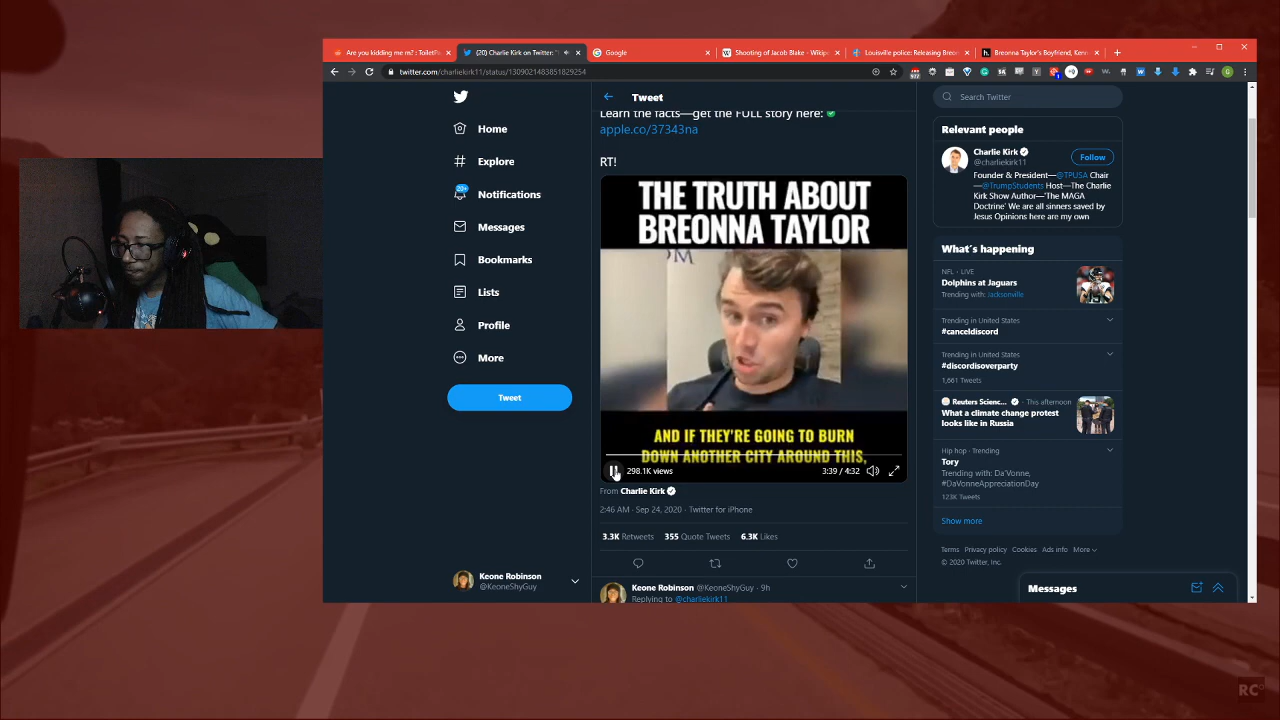 Are you kidding me rn? : ToiletPa
(20) Charlie Kirk on Twitter: "
Google
Shooting of Jacob Blake - Wikip
Louisville police: Releasing Breo
Breonna Taylor's Boyfriend, Kenn
twitter.com/charliekirk11/status/1309021483851829254
Home
Explore
20+
Notifications
Messages
Bookmarks
Lists
Profile
More
Tweet
Keone Robinson
@KeoneShyGuy
Tweet
Learn the facts—get the FULL story here:
apple.co/37343na
RT!
THE TRUTH ABOUT
BREONNA TAYLOR
AND IF THEY'RE GOING TO BURN
DOWN ANOTHER CITY AROUND THIS,
298.1K views
3:39 / 4:32
From Charlie Kirk
2:46 AM · Sep 24, 2020 · Twitter for iPhone
3.3K Retweets 355 Quote Tweets 6.3K Likes
Keone Robinson @KeoneShyGuy · 9h
Replying to @charliekirk11
Search Twitter
Relevant people
Charlie Kirk
@charliekirk11
Follow
Founder & President—@TPUSA Chair
—@TrumpStudents Host—The Charlie
Kirk Show Author—'The MAGA
Doctrine' We are all sinners saved by
Jesus Opinions here are my own
What's happening
NFL · LIVE
Dolphins at Jaguars
Trending with: Jacksonville
Trending in United States
#canceldiscord
Trending in United States
#discordisoverparty
1,661 Tweets
Reuters Scienc... · This afternoon
What a climate change protest
looks like in Russia
Hip hop · Trending
Tory
Trending with: Da'Vonne,
#DaVonneAppreciationDay
123K Tweets
Show more
Terms Privacy policy Cookies Ads info More
© 2020 Twitter, Inc.
Messages
RC